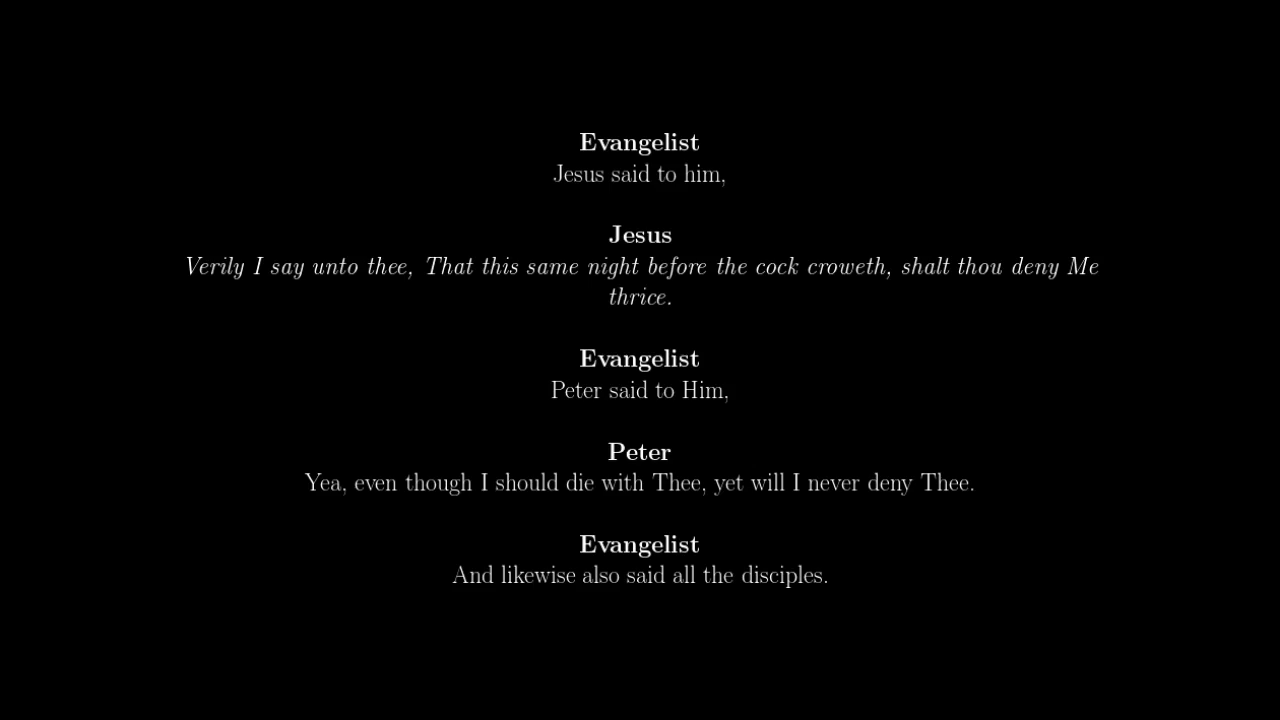 Evangelist
Jesus said to him,
Jesus
Verily I say unto thee, That this same night before the cock croweth, shalt thou deny Me
thrice.
Evangelist
Peter said to Him,
Peter
Yea, even though I should die with Thee, yet will I never deny Thee.
Evangelist
And likewise also said all the disciples.